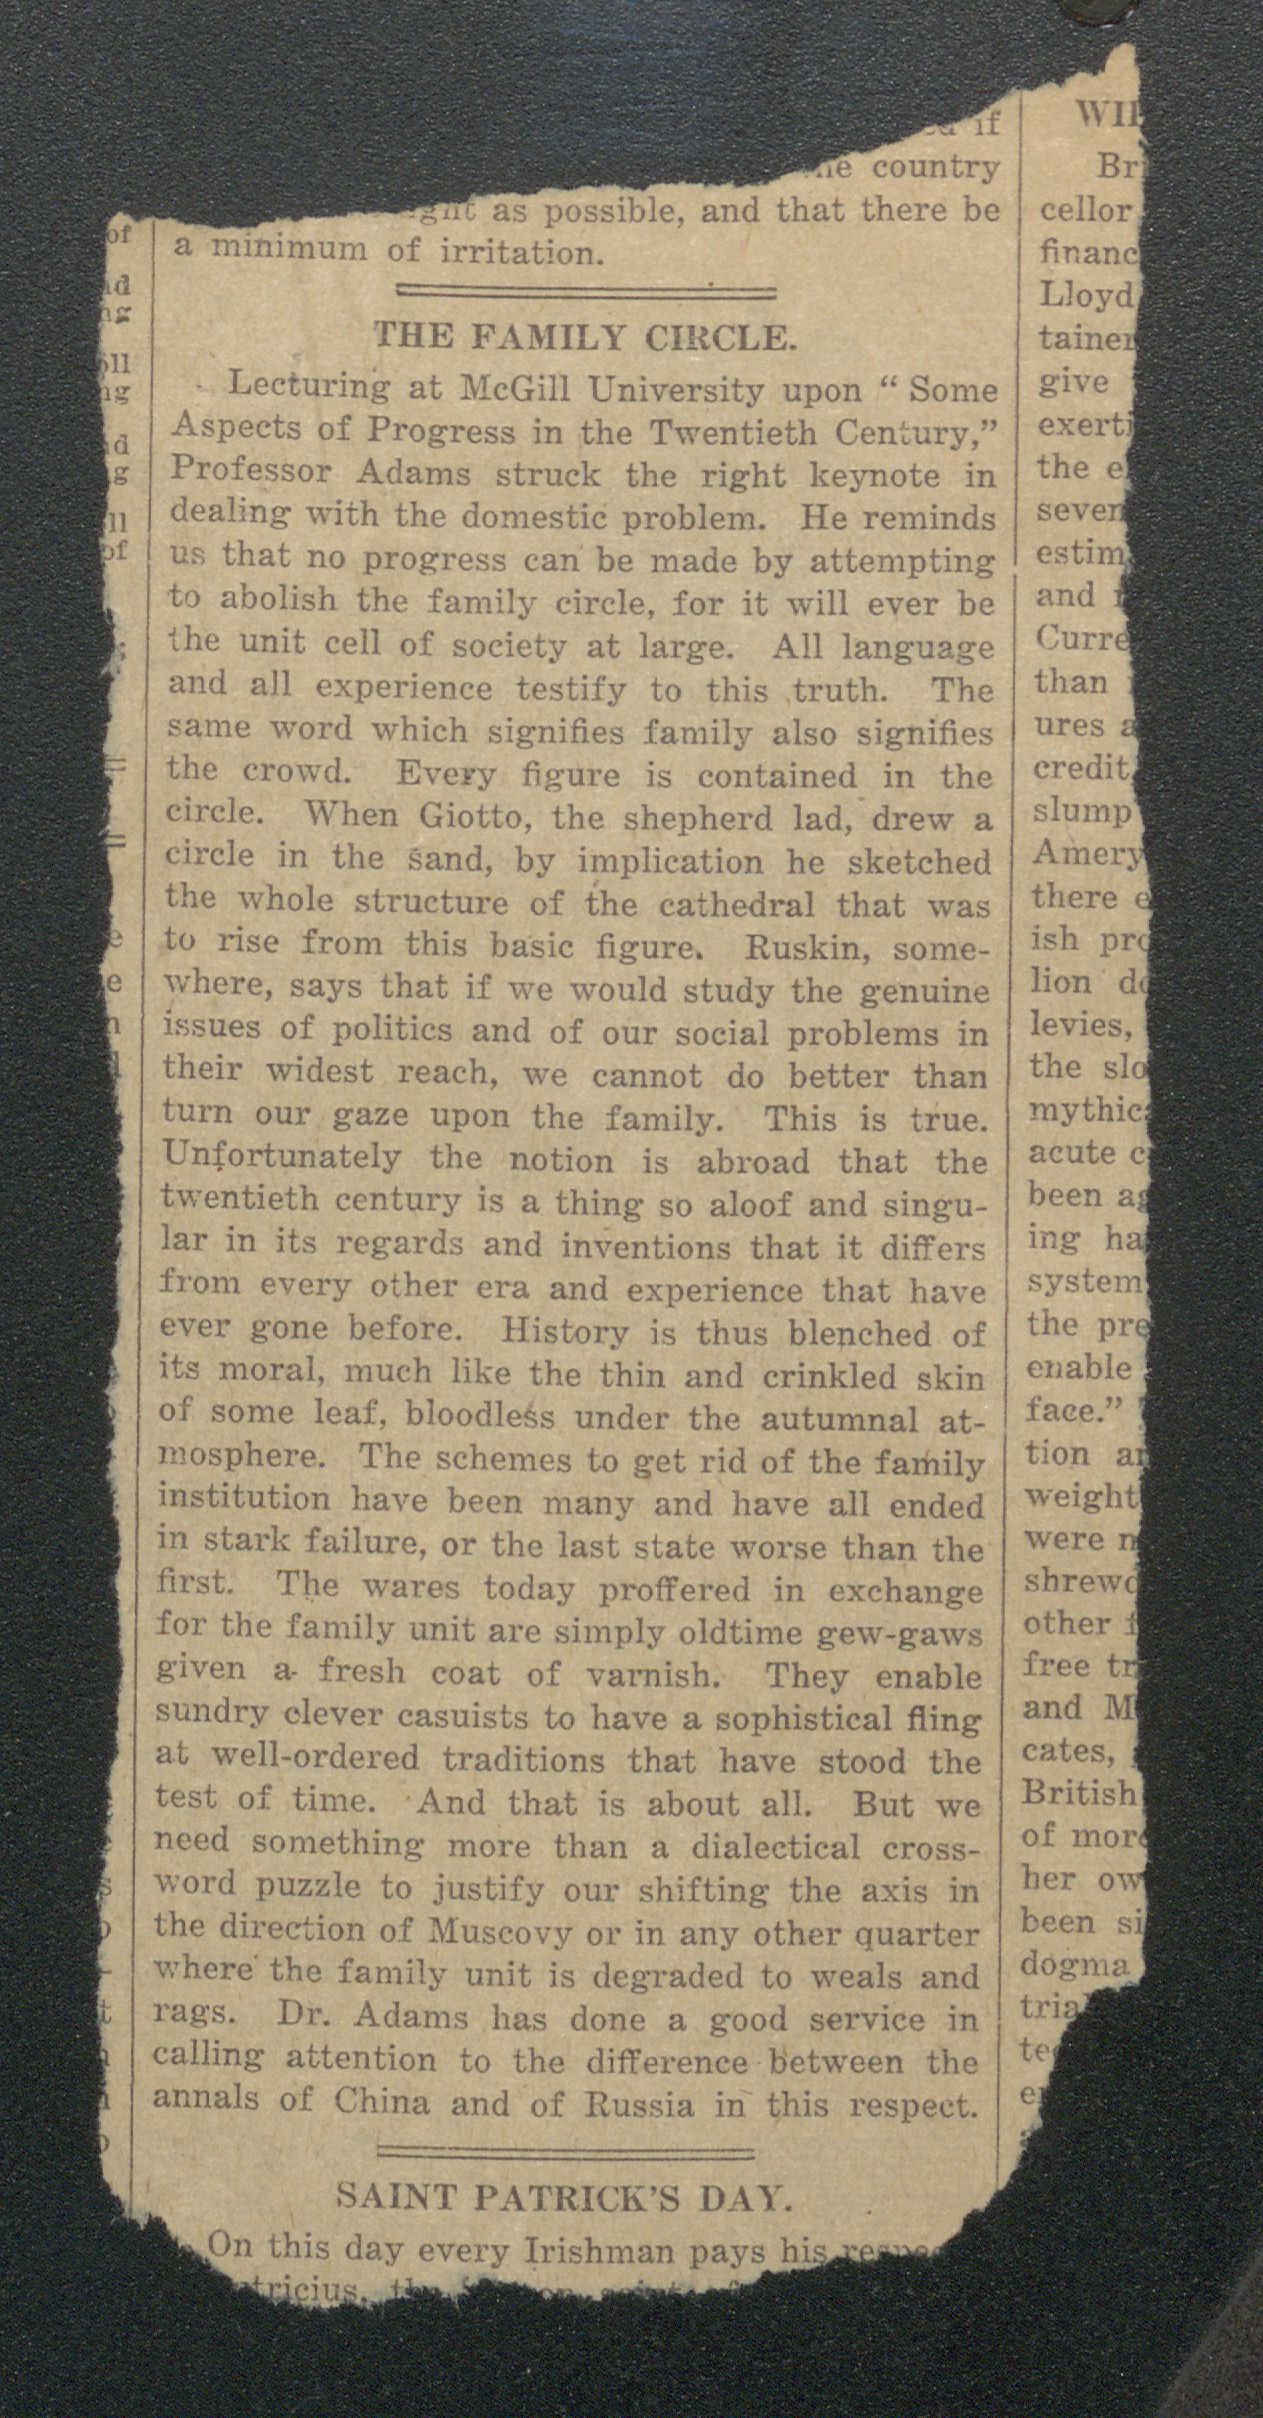 if
country
as possible, and that there be
a minimum of irritation.
THE FAMILY CIRCLE.
Lecturing at McGill University upon “ Some
Aspects of Progress in the Twentieth Century,”
Professor Adams struck the right keynote in
dealing with the domestic problem. He reminds
us that no progress can be made by attempting
to abolish the family circle, for it will ever be
the unit cell of society at large. All language
and all experience testify to this truth. The
same word which signifies family also signifies
the crowd. Every figure is contained in the
circle. When Giotto, the shepherd lad, drew a
circle in the sand, by implication he sketched
the whole structure of the cathedral that was
to rise from this basic figure. Ruskin, some-
where, says that if we would study the genuine
issues of politics and of our social problems in
their widest reach, we cannot do better than
turn our gaze upon the family. This is true.
Unfortunately the notion is abroad that the
twentieth century is a thing so aloof and singu-
lar in its regards and inventions that it differs
from every other era and experience that have
ever gone before. History is thus blenched of
its moral, much like the thin and crinkled skin
of some leaf, bloodless under the autumnal at-
mosphere. The schemes to get rid of the family
institution have been many and have all ended
in stark failure, or the last state worse than the
first. The wares today proffered in exchange
for the family unit are simply oldtime gew-gaws
given a fresh coat of varnish. They enable
sundry clever casuists to have a sophistical fling
at well-ordered traditions that have stood the
test of time. And that is about all. But we
need something more than a dialectical cross-
word puzzle to justify our shifting the axis in
the direction of Muscovy or in any other quarter
where the family unit is degraded to weals and
rags. Dr. Adams has done a good service in
calling attention to the difference between the
annals of China and of Russia in this respect.
SAINT PATRICK’S DAY.
On this day every Irishman pays his
cellor
Lloyd
give
the
and
than
ures
credit
slump
Amery
there
ish
lion
levies,
the
acute
been
ing
system
the
enable
face.”
tion
weight
were
other
free
and
cates,
British
of
her
been
dogma